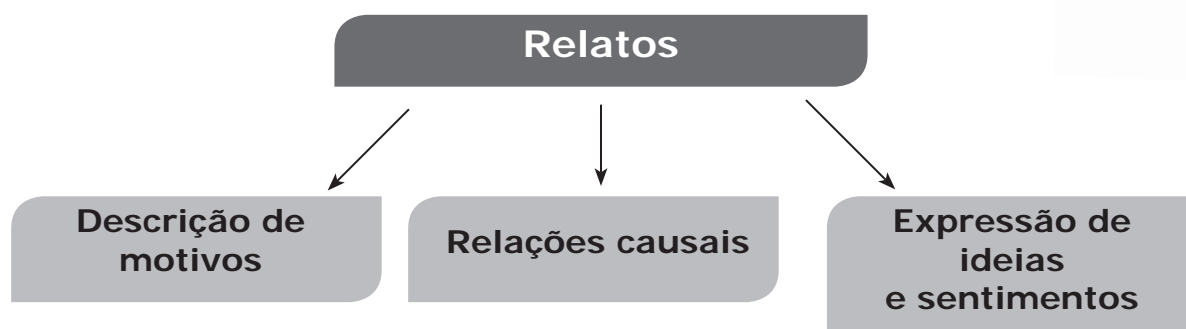 Relatos
Descrição de
motivos
Relações causais
Expressão de
ideias
e sentimentos